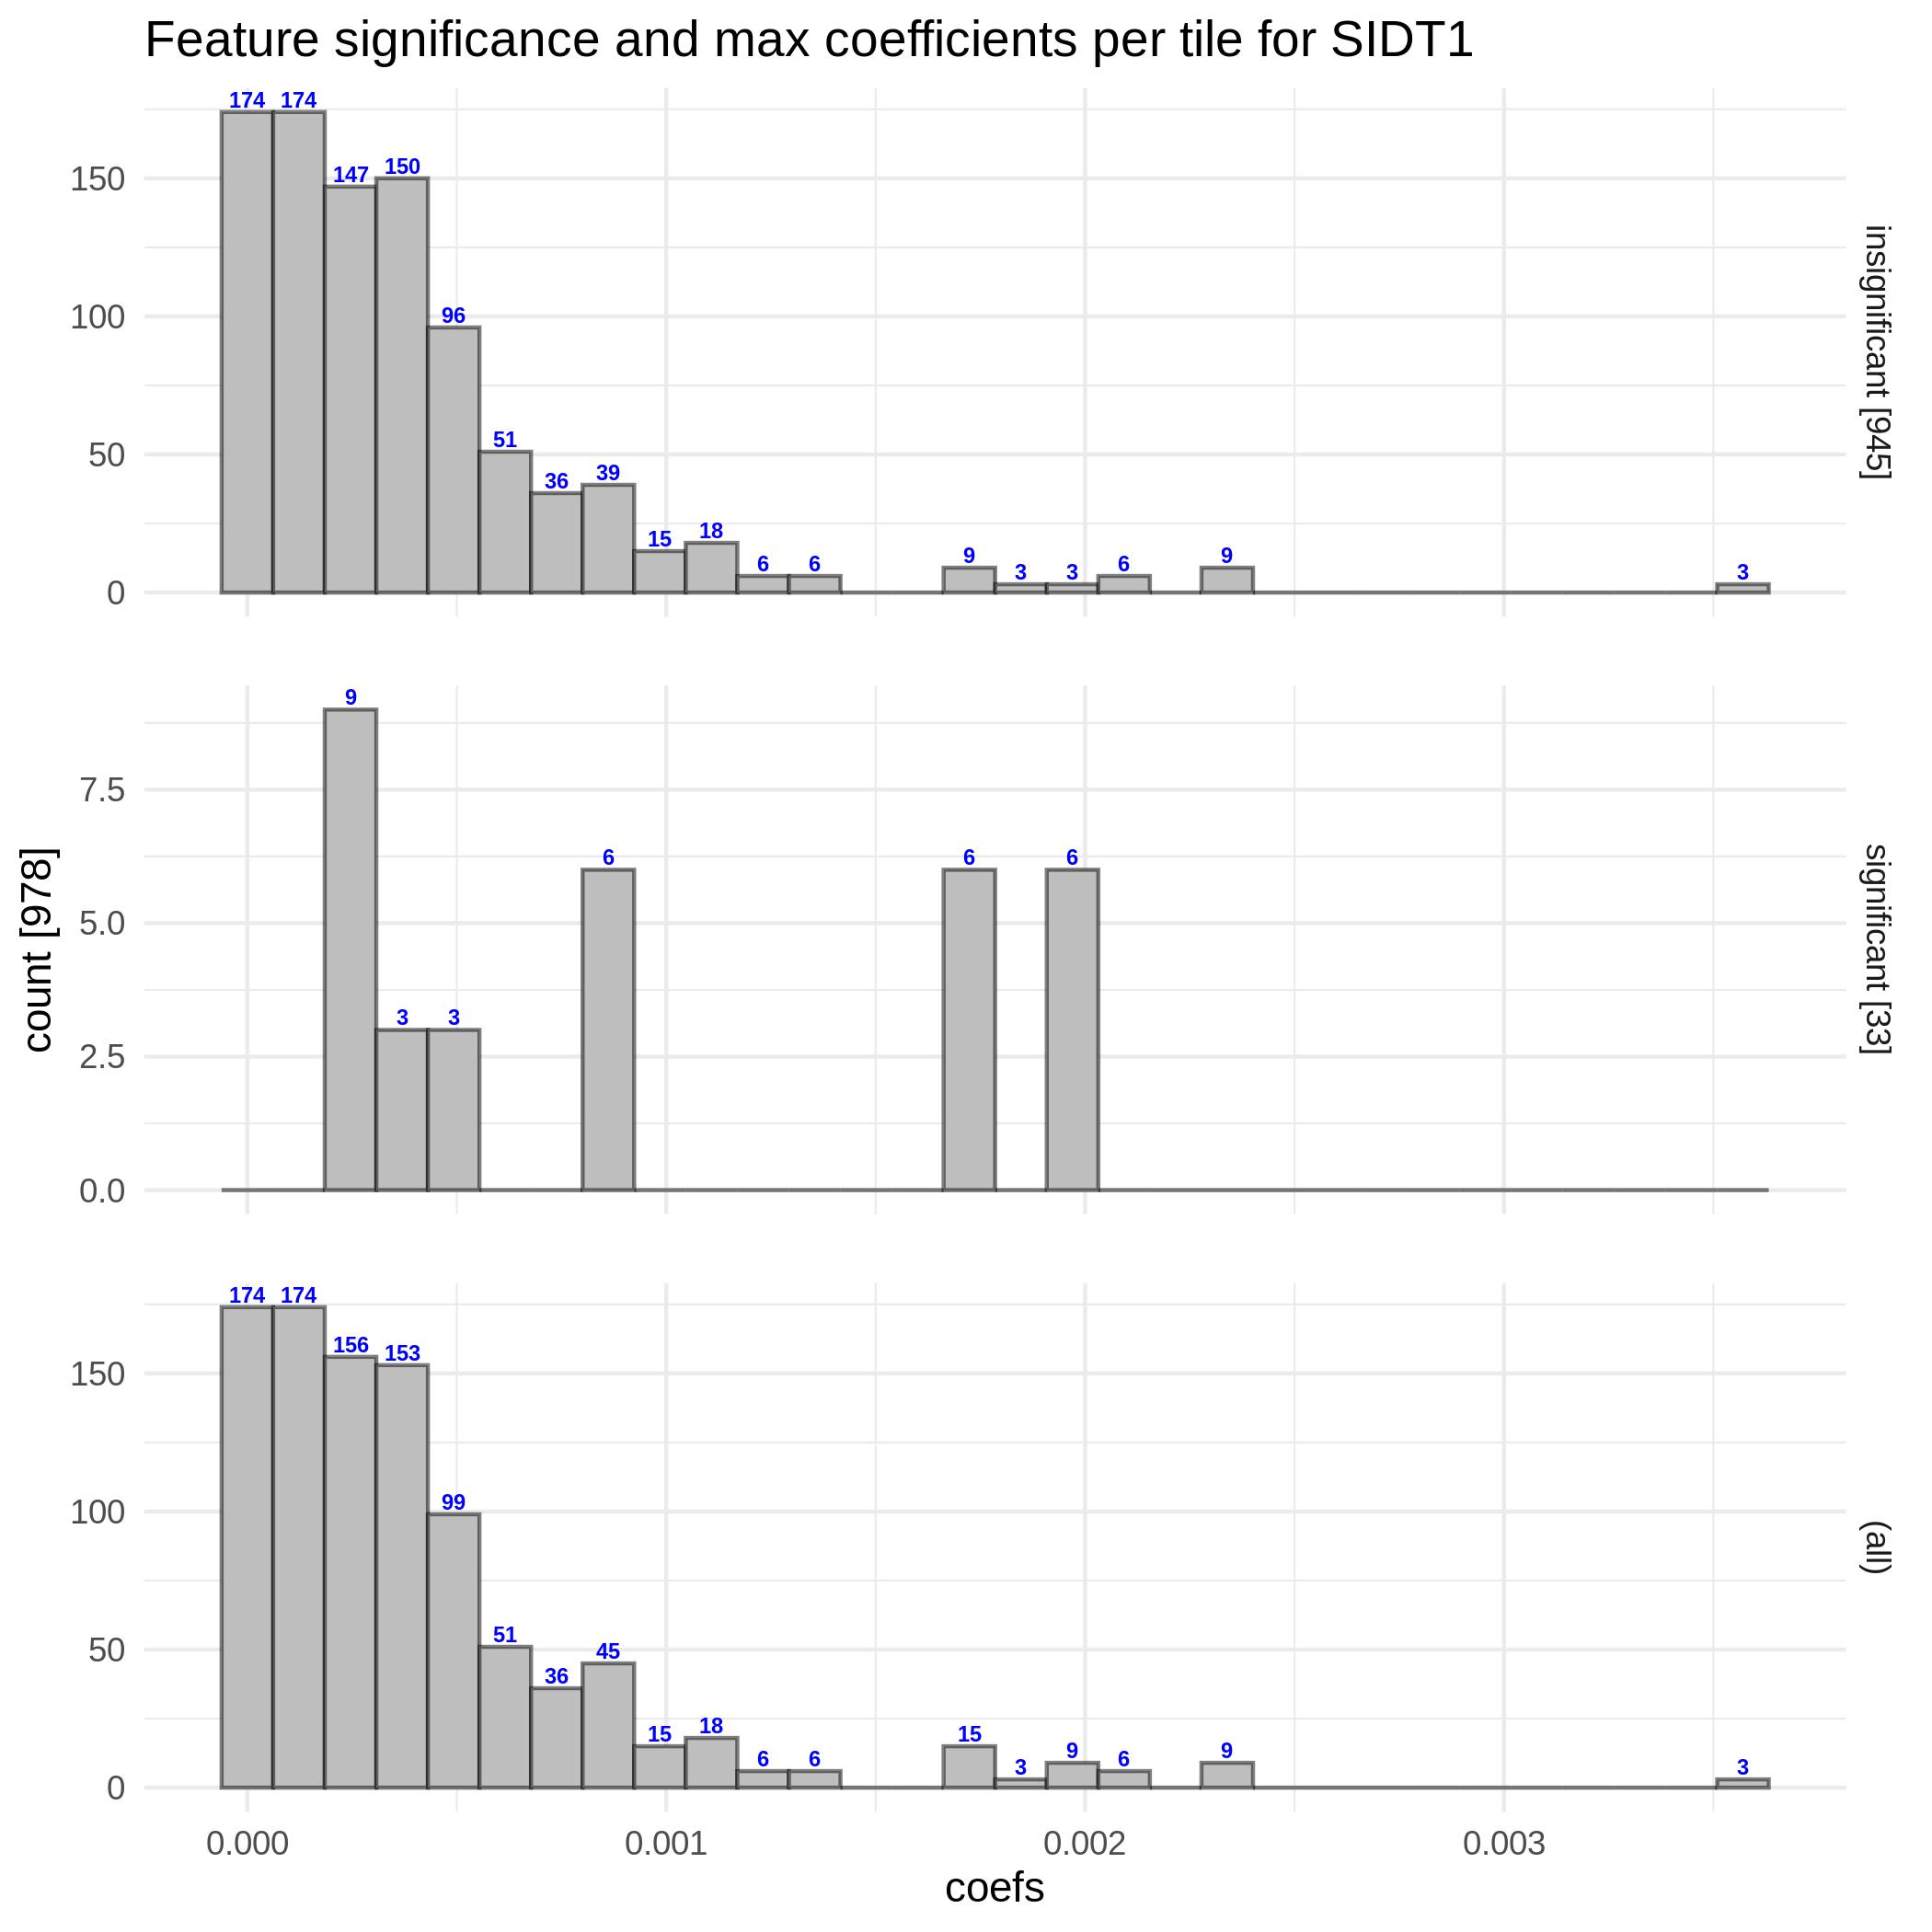 Feature significance and max coefficients per tile for SIDT1
174 174 147 150 96 51 36 39 15 18 6 6 9 3 3 6 9 3
150
100
50
0
insignificant [945]
9 3 3 6 6 6
7.5
5.0
2.5
0.0
significant [33]
count [978]
174 174 156 153 99 51 36 45 15 18 6 6 15 3 9 6 9 3
150
100
50
0
(all)
0.000 0.001 0.002 0.003
coefs